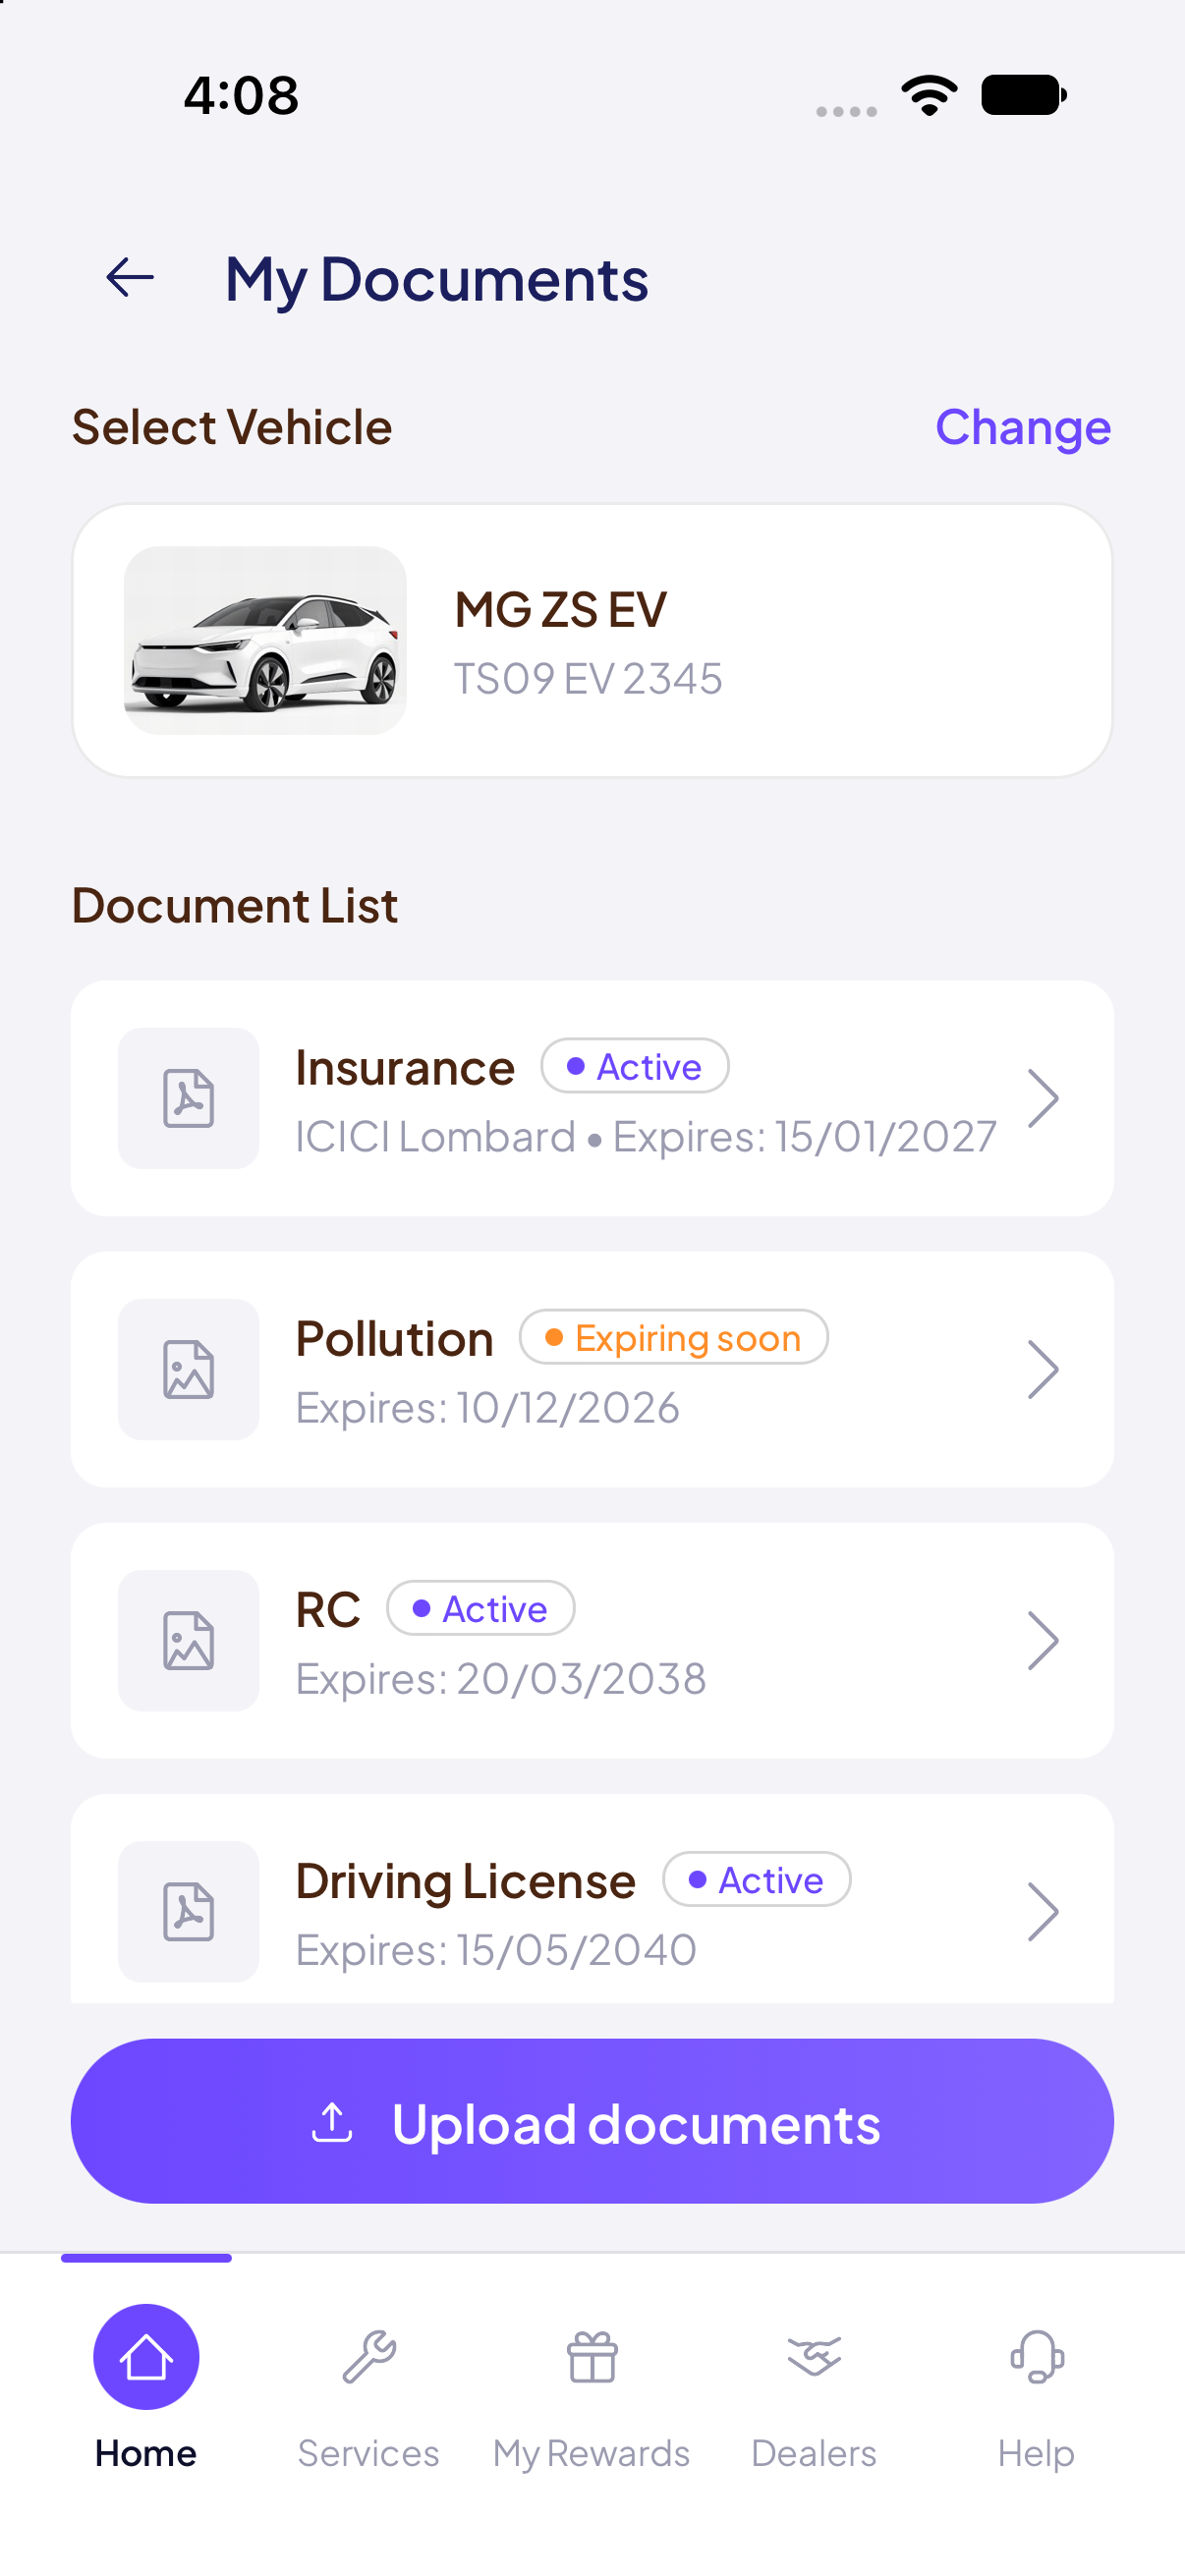 4:08
My Documents
Select Vehicle
Change
MG ZS EV
TS09 EV 2345
Document List
Insurance
Active
ICICI Lombard • Expires: 15/01/2027
Pollution
Expiring soon
Expires: 10/12/2026
RC
Active
Expires: 20/03/2038
Driving License
Active
Expires: 15/05/2040
Upload documents
Home
Services
My Rewards
Dealers
Help